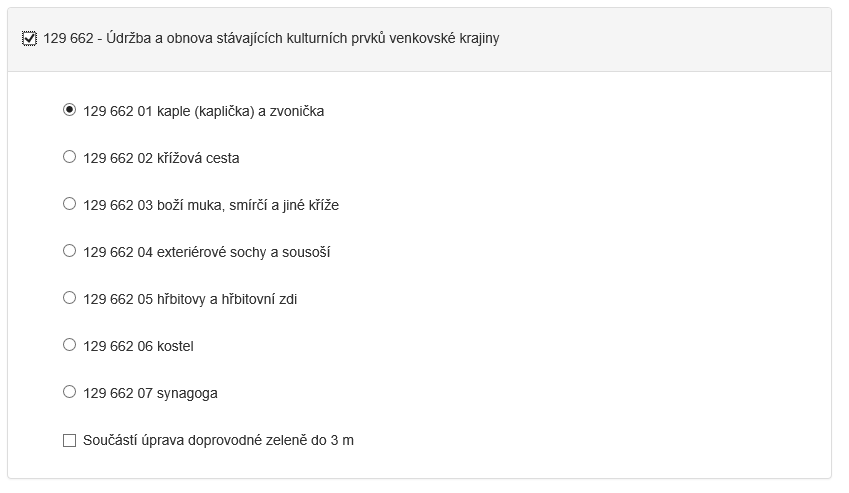 129 662 - Údržba a obnova stávajících kulturních prvků venkovské krajiny
129 662 01 kaple (kaplička) a zvonička
129 662 02 křížová cesta
129 662 03 boží muka, smírčí a jiné kříže
129 662 04 exteriérové sochy a sousoší
129 662 05 hřbitovy a hřbitovní zdi
129 662 06 kostel
129 662 07 synagoga
Součástí úprava doprovodné zeleně do 3 m